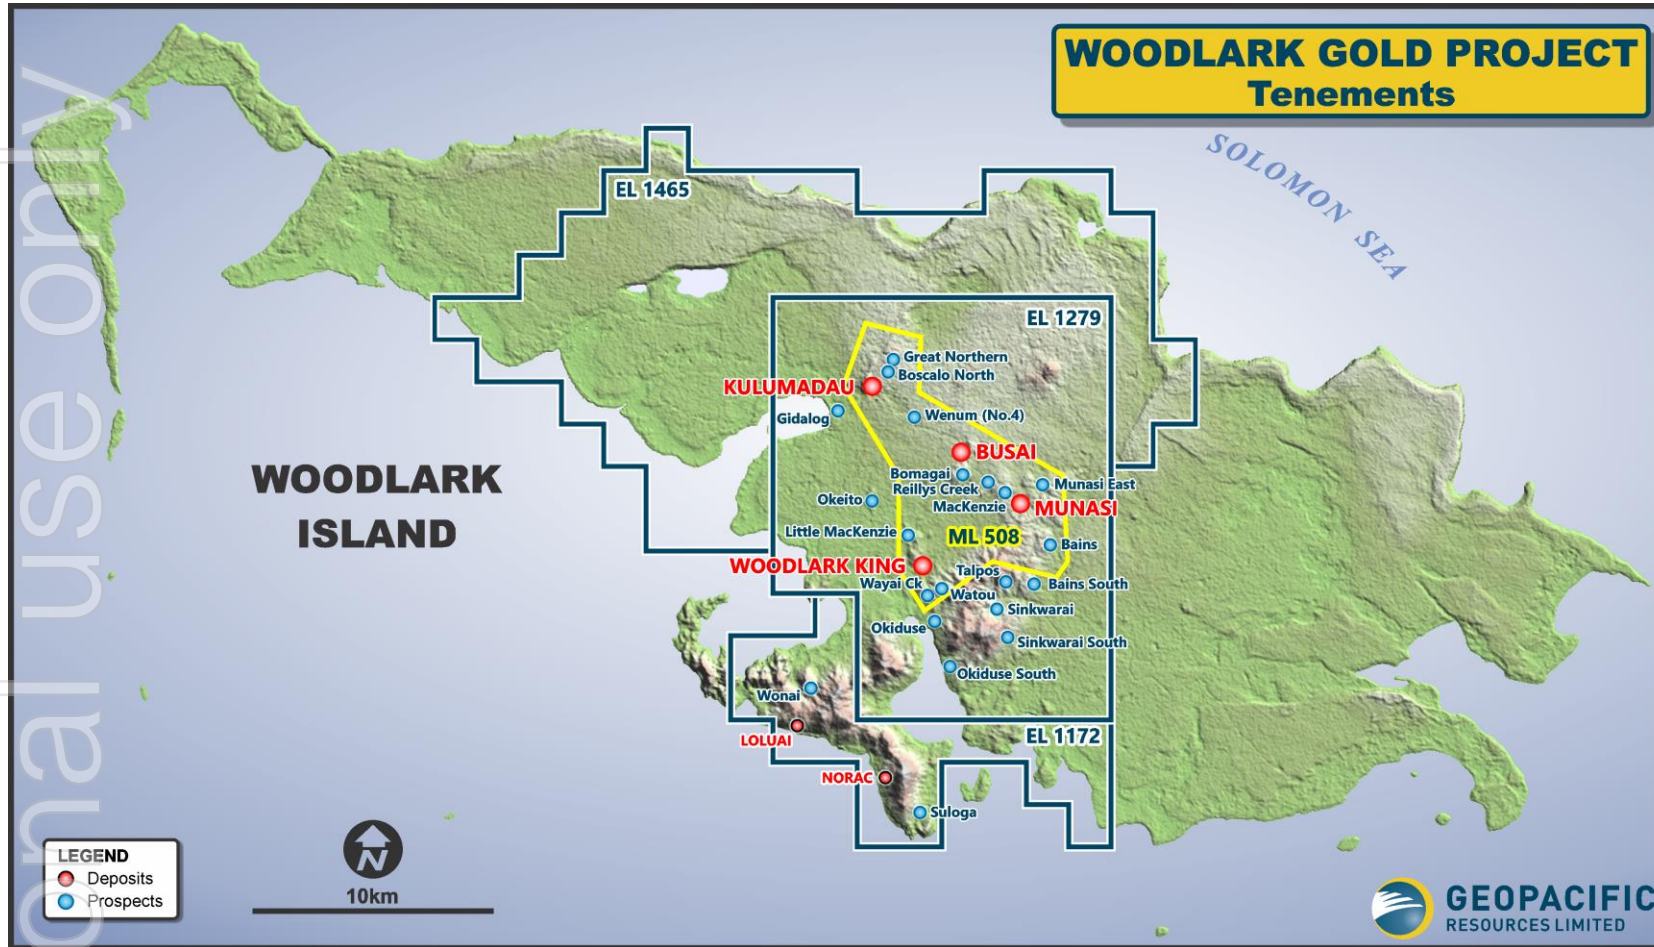 WOODLARK GOLD PROJECT
Tenements
SOLOMON SEA
EL 1465
EL 1279
Great Northern
Boscalo North
KULUMADAU
Gidalog
Wenum (No.4)
BUSAI
Bomagai
Reillys Creek
Munasi East
MacKenzie
MUNASI
Okeito
Little MacKenzie
ML 508
Bains
WOODLARK KING
Talpos
Wayai Ck
Watou
Bains South
Sinkwarai
Okiduse
Sinkwarai South
Okiduse South
Wonai
LOLUAI
EL 1172
NORAC
Suloga
WOODLARK
ISLAND
LEGEND
Deposits
Prospects
N
10km
GEOPACIFIC
RESOURCES LIMITED
onal use only